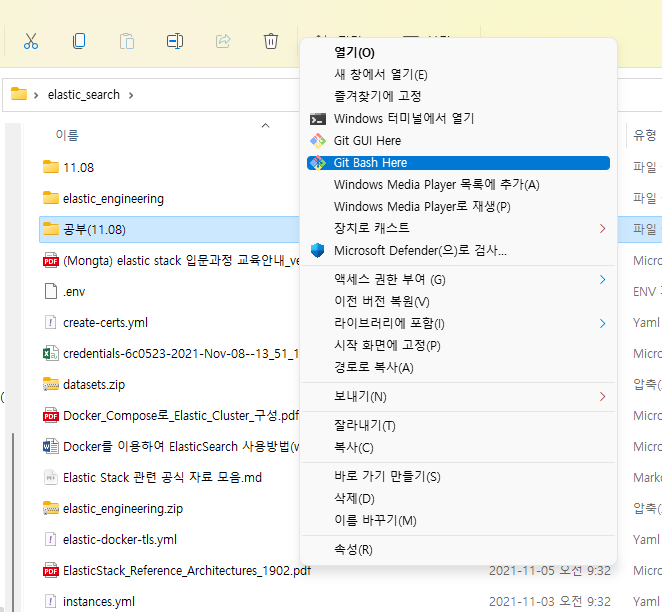 elastic_search
이름
유형
11.08
파일
elastic_engineering
파일
공부(11.08)
파일
(Mongta) elastic stack 입문과정 교육안내_ve
Micro
.env
ENV
create-certs.yml
Yaml
credentials-6c0523-2021-Nov-08--13_51_1
Micro
datasets.zip
압축(
Docker_Compose로_Elastic_Cluster_구성.pdf
Micro
Docker를 이용하여 ElasticSearch 사용방법(w
Micro
Elastic Stack 관련 공식 자료 모음.md
Mark
elastic_engineering.zip
압축(
elastic-docker-tls.yml
Yaml
ElasticStack_Reference_Architectures_1902.pdf
2021-11-05 오전 9:32
Micro
instances.yml
2021-11-03 오전 9:32
Yaml
열기(O)
새 창에서 열기(E)
즐겨찾기에 고정
Windows 터미널에서 열기
Git GUI Here
Git Bash Here
Windows Media Player 목록에 추가(A)
Windows Media Player로 재생(P)
장치로 캐스트
Microsoft Defender(으)로 검사...
액세스 권한 부여 (G)
이전 버전 복원(V)
라이브러리에 포함(I)
시작 화면에 고정(P)
경로로 복사(A)
보내기(N)
잘라내기(T)
복사(C)
바로 가기 만들기(S)
삭제(D)
이름 바꾸기(M)
속성(R)